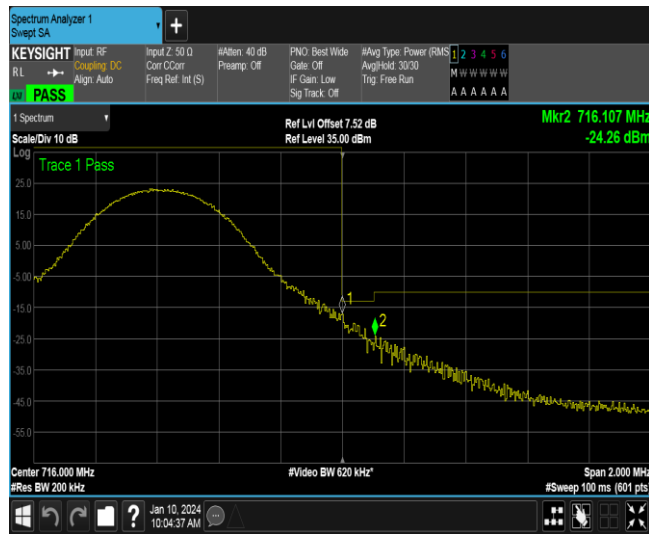 Spectrum Analyzer 1
Swept SA
+
KEYSIGHT
RL
PASS
Input: RF
Coupling: DC
Align: Auto
Input Z: 50 Ω
Corr CCorr
Freq Ref: Int (S)
#Atten: 40 dB
Preamp: Off
PNO: Best Wide
Gate: Off
IF Gain: Low
Sig Track: Off
#Avg Type: Power (RMS
Avg|Hold: 30/30
Trig: Free Run
1 2 3 4 5 6
M W W W W W
A A A A A A
1 Spectrum
Scale/Div 10 dB
Ref Lvl Offset 7.52 dB
Ref Level 35.00 dBm
Mkr2 716.107 MHz
-24.26 dBm
Log
Trace 1 Pass
25.0
15.0
5.00
-5.00
-15.0
-25.0
-35.0
-45.0
-55.0
1
2
Center 716.000 MHz
#Res BW 200 kHz
#Video BW 620 kHz*
Span 2.000 MHz
#Sweep 100 ms (601 pts
?
Jan 10, 2024
10:04:37 AM